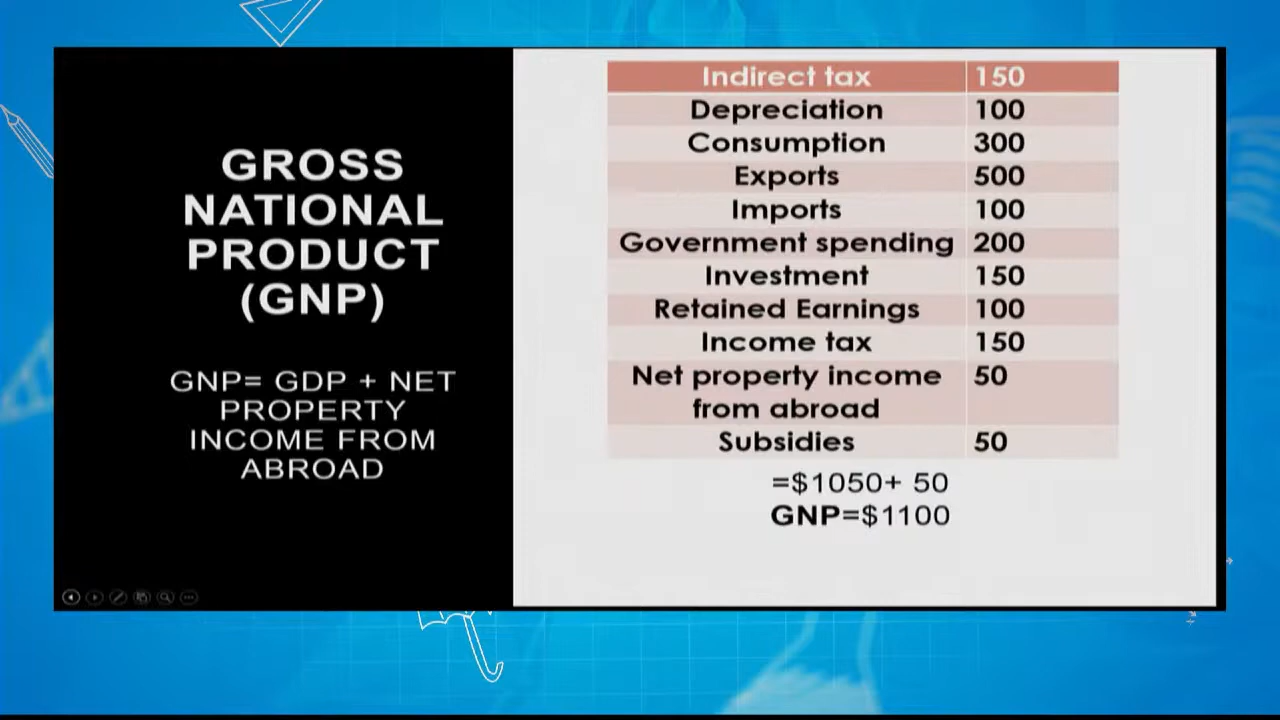 GROSS
NATIONAL
PRODUCT
(GNP)
GNP= GDP + NET
PROPERTY
INCOME FROM
ABROAD
Indirect tax 150
Depreciation 100
Consumption 300
Exports 500
Imports 100
Government spending 200
Investment 150
Retained Earnings 100
Income tax 150
Net property income 50
from abroad
Subsidies 50
=$1050+ 50
GNP=$1100